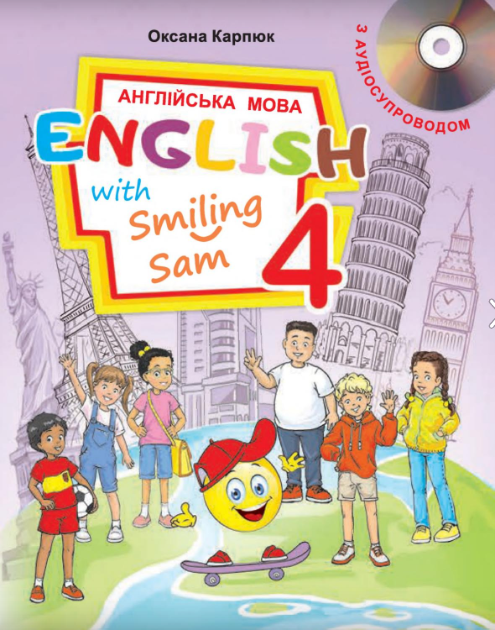 Оксана Карпюк
З АУДІОСУПРОВОДОМ
АНГЛІЙСЬКА МОВА
ENGLISH
with
Smiling
Sam
4